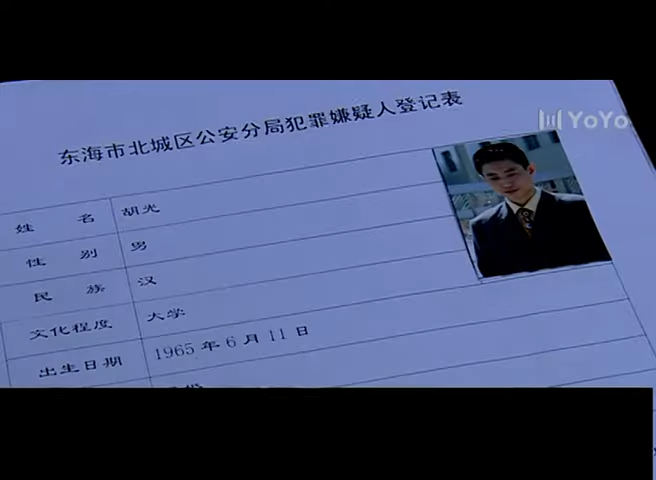 东海市北城区公安分局犯罪嫌疑人登记表
YoYo
姓 名 胡光
性 别 男
民 族 汉
文化程度 大学
出生日期 1965年6月11日